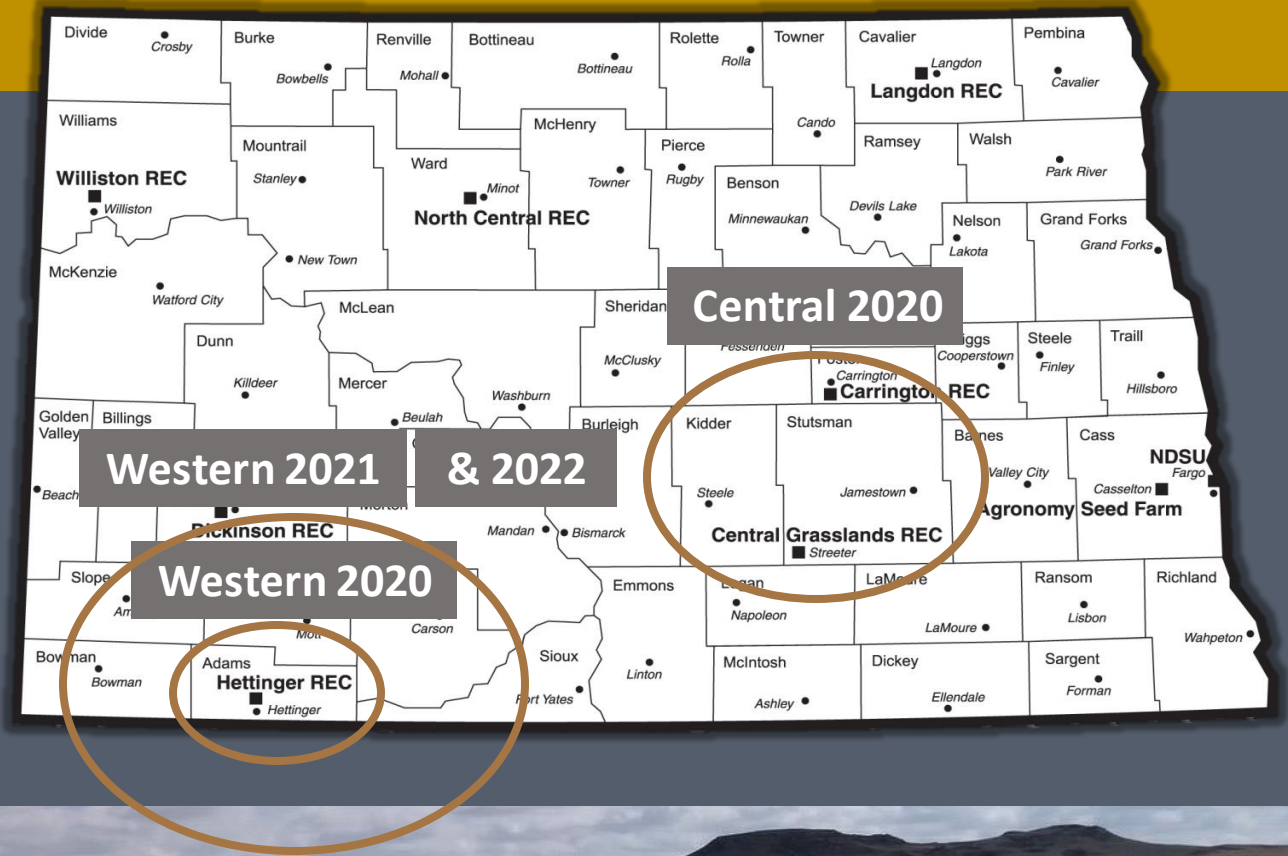 Divide
Crosby
Burke
Bowbells
Renville
Mohall
Bottineau
Bottineau
Rolette
Rolla
Towner
Cando
Cavalier
Langdon
Langdon REC
Pembina
Cavalier
Williams
Williston REC
Williston
Mountrail
Stanley
New Town
Ward
Minot
North Central REC
McHenry
Towner
Pierce
Rugby
Benson
Minnewaukan
Ramsey
Devils Lake
Walsh
Park River
Nelson
Lakota
Grand Forks
Grand Forks
McKenzie
Watford City
McLean
Washburn
Sheridan
McClusky
Central 2020
Fessenden
Carrington
Carrington REC
Cooperstown
Steele
Finley
Traill
Hillsboro
Dunn
Killdeer
Mercer
Beulah
Golden
Valley
Beach
Billings
Western 2021
& 2022
Dickinson REC
Mandan
Bismarck
Burleigh
Kidder
Steele
Stutsman
Jamestown
Central Grasslands REC
Streeter
Barnes
Valley City
Cass
NDSU
Fargo
Casselton
Agronomy Seed Farm
Slope
Western 2020
Mott
Carson
Bowman
Bowman
Adams
Hettinger REC
Hettinger
Sioux
Fort Yates
Emmons
Linton
Logan
Napoleon
LaMoure
LaMoure
Ransom
Lisbon
Richland
Wahpeton
McIntosh
Ashley
Dickey
Ellendale
Sargent
Forman